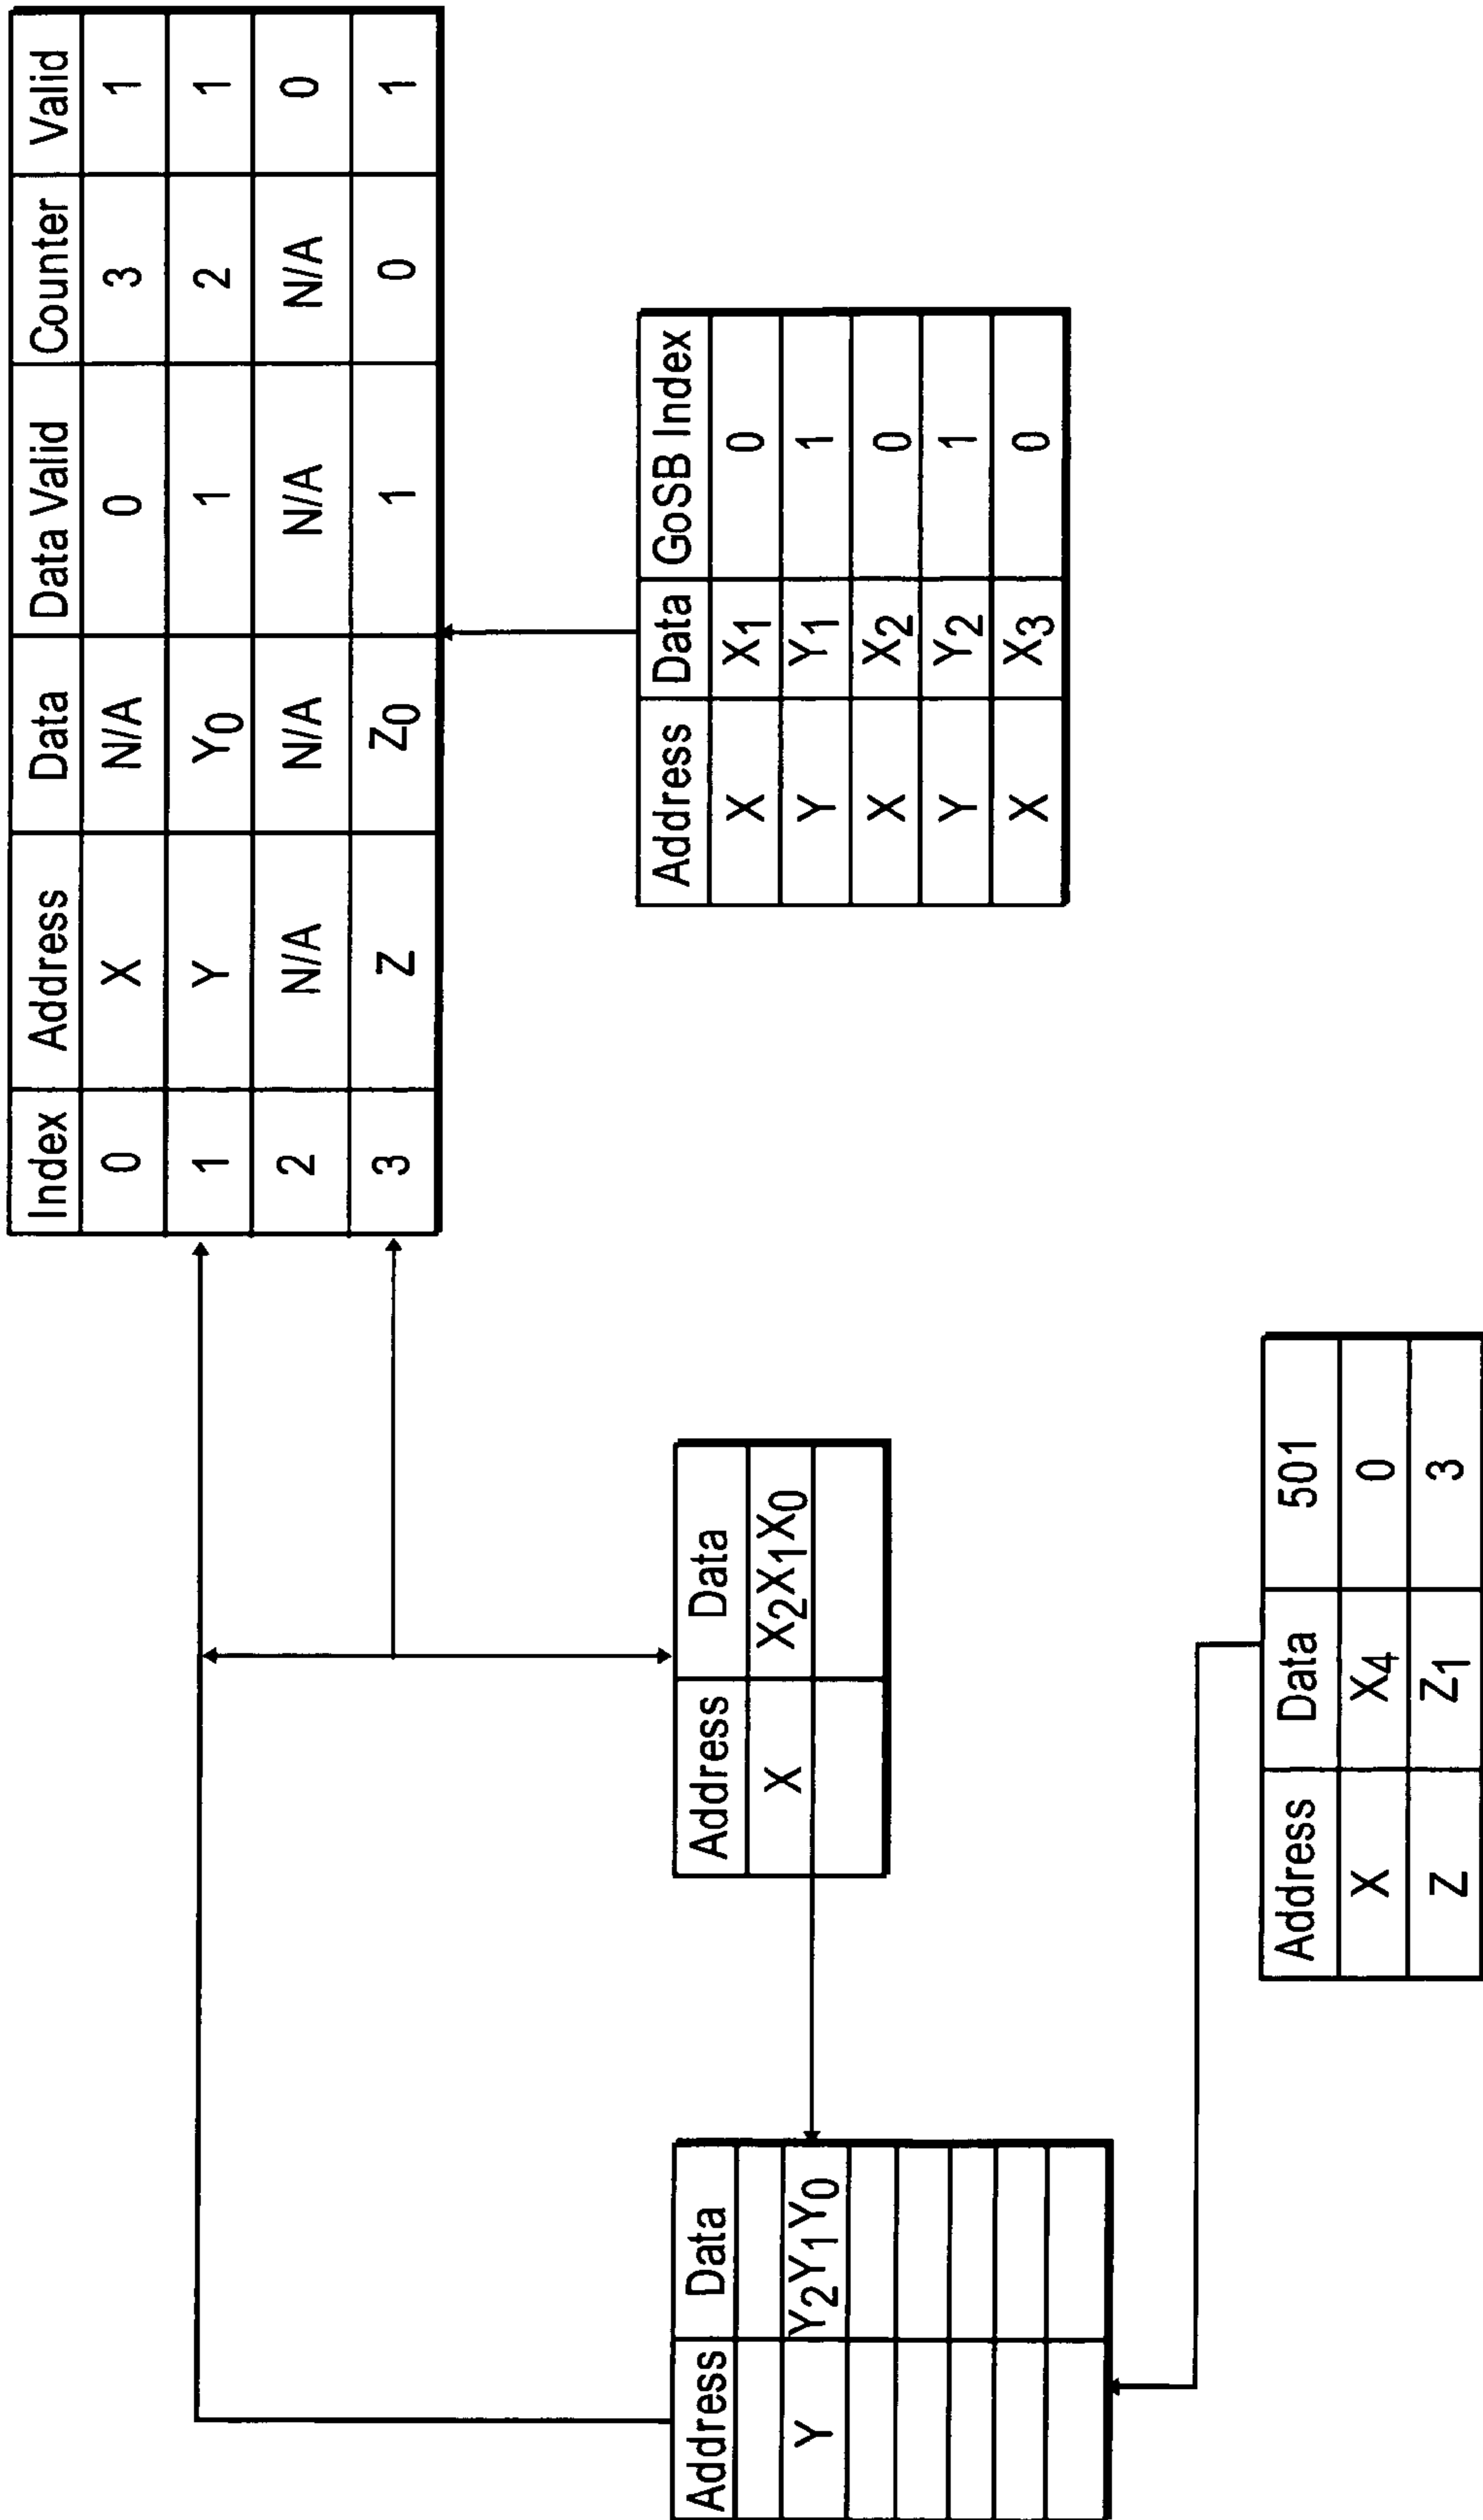 Index Address Data Data Valid Counter Valid
0 X N/A 0 3 1
1 Y Y₀ 1 2 1
2 N/A N/A N/A N/A 0
3 Z Z₀ 1 0 1
Address Data
Y Y₂Y₁Y₀
Address Data
X X₂X₁X₀
Address Data GoSB Index
X X₁ 0
Y Y₁ 1
X X₂ 0
Y Y₂ 1
X X₃ 0
Address Data 501
X X₄ 0
Z Z₁ 3